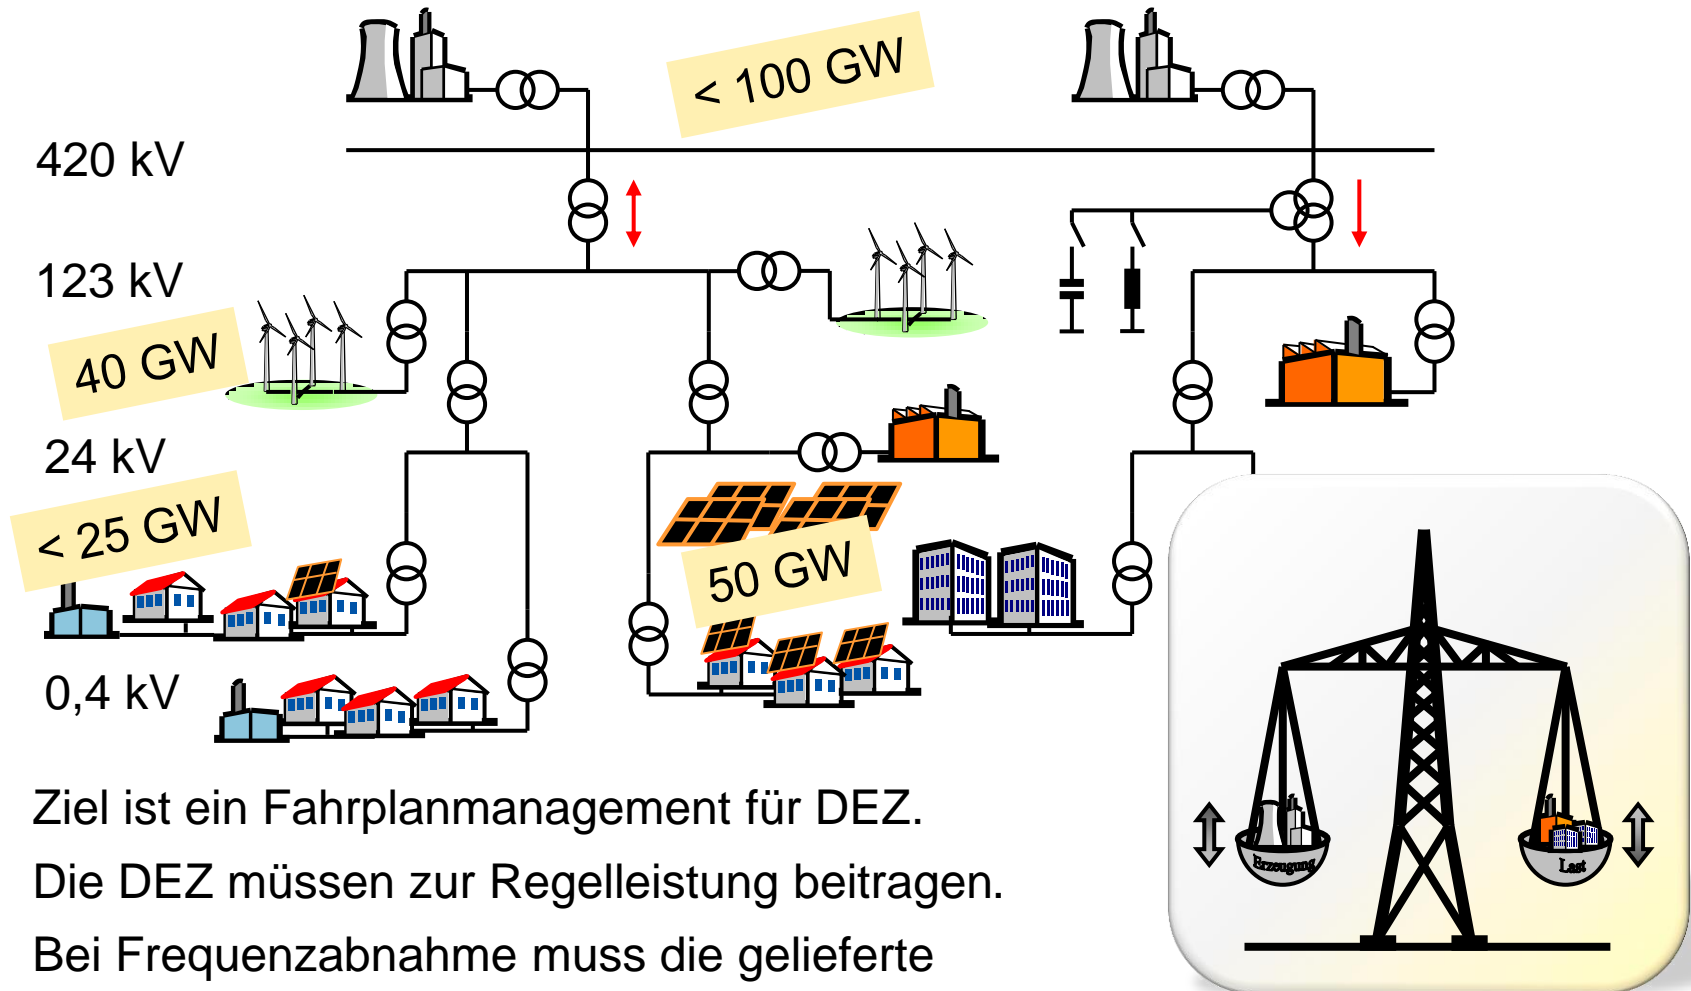 < 100 GW
420 kV
123 kV
40 GW
24 kV
< 25 GW
50 GW
0,4 kV
Ziel ist ein Fahrplanmanagement für DEZ.
Die DEZ müssen zur Regelleistung beitragen.
Bei Frequenzabnahme muss die gelieferte
Erzeugung
Last